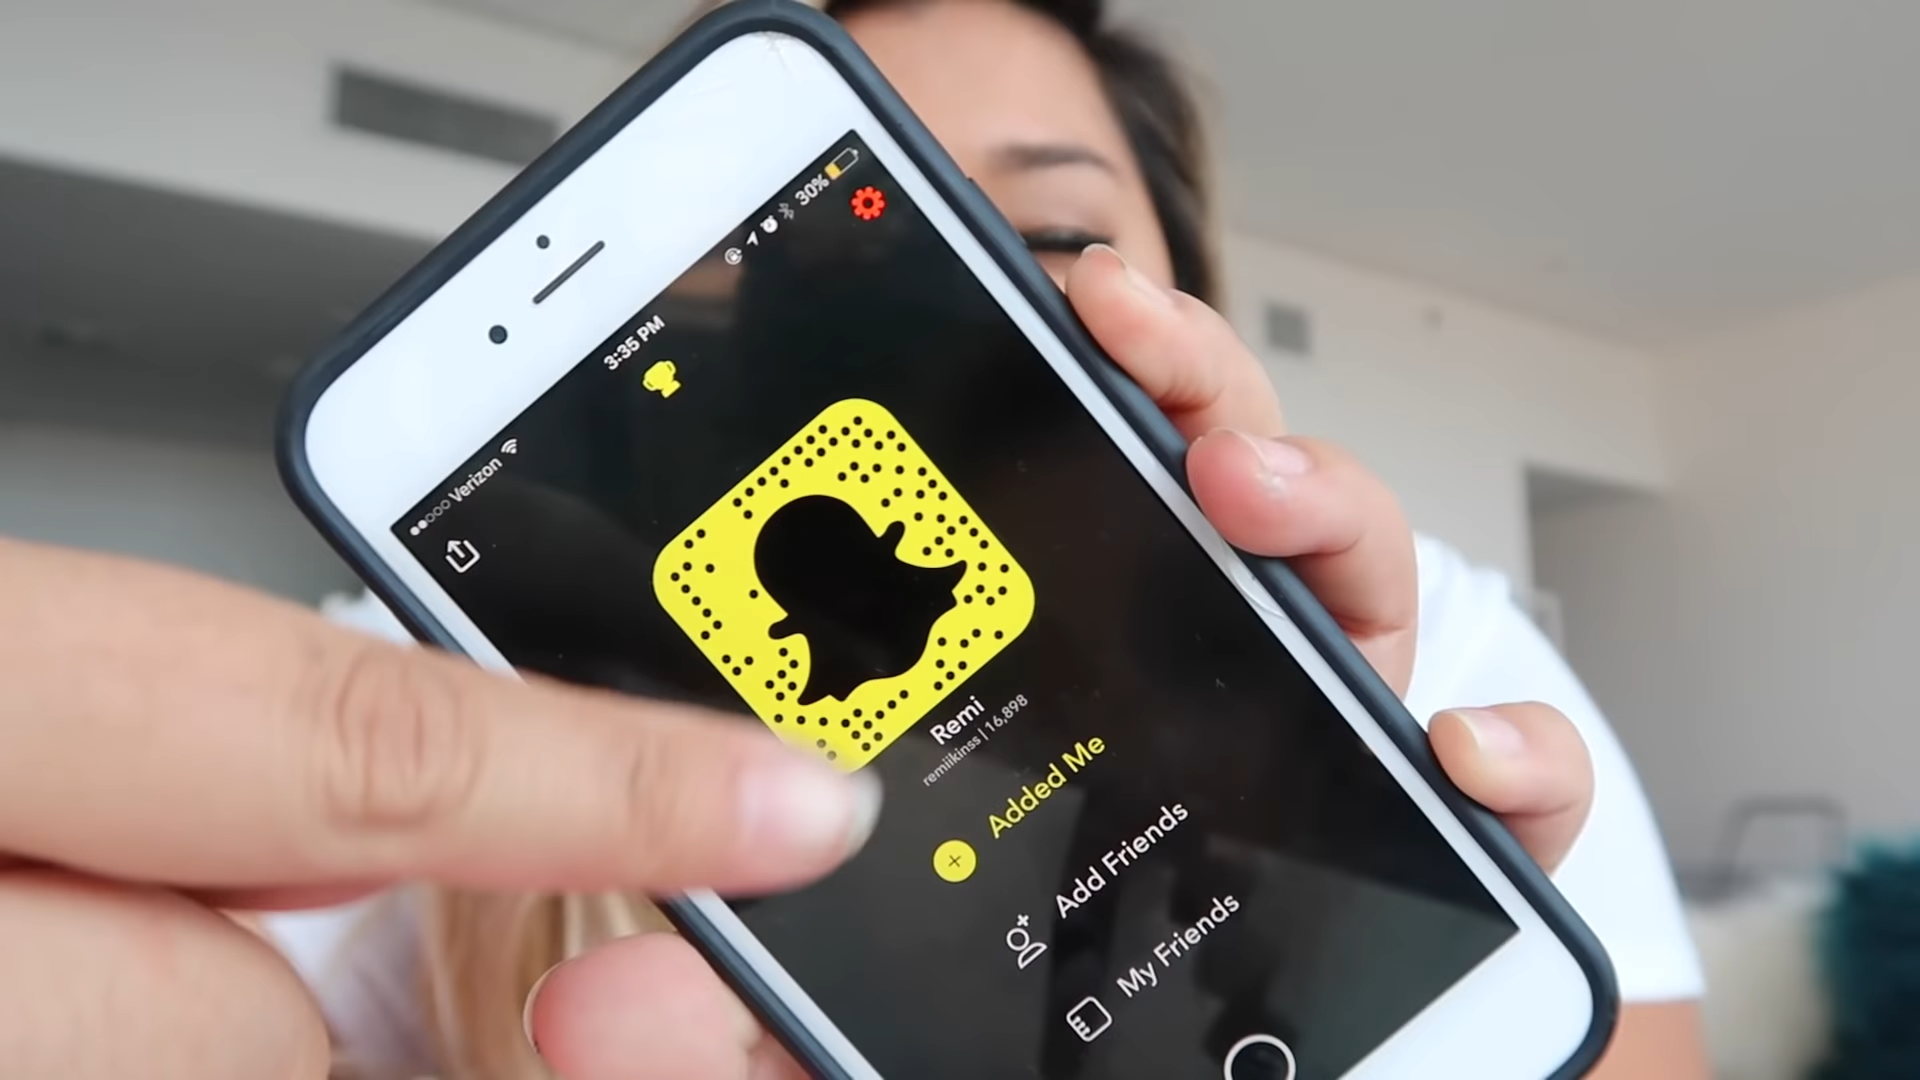 Verizon
3:35 PM
30%
Remi
remiikinss | 16,898
Added Me
Add Friends
My Friends